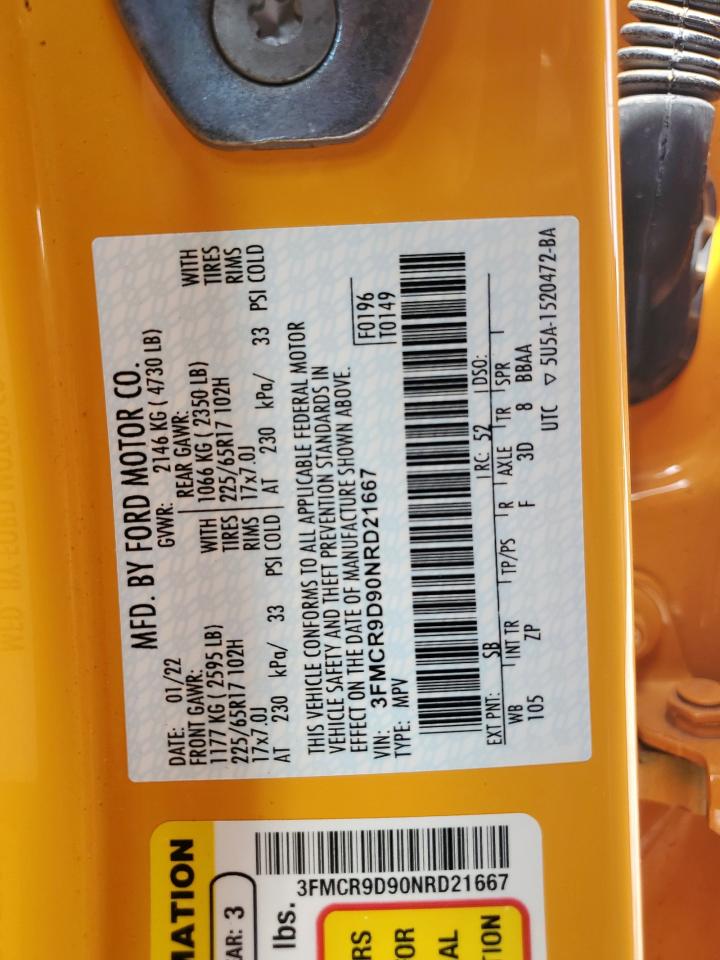 MFD. BY FORD MOTOR CO.
DATE: 01/22 GVWR: 2146 KG ( 4730 LB)
FRONT GAWR: REAR GAWR:
1177 KG ( 2595 LB) WITH 1066 KG ( 2350 LB) WITH
225/65R17 102H TIRES 225/65R17 102H TIRES
17x7.0J RIMS 17x7.0J RIMS
AT 230 kPa/ 33 PSI COLD AT 230 kPa/ 33 PSI COLD
THIS VEHICLE CONFORMS TO ALL APPLICABLE FEDERAL MOTOR
VEHICLE SAFETY AND THEFT PREVENTION STANDARDS IN
EFFECT ON THE DATE OF MANUFACTURE SHOWN ABOVE.
VIN: 3FMCR9D90NRD21667
TYPE: MPV
F0196
T0149
EXT PNT: SB RC: 52 DSO:
WB INT TR TP/PS R AXLE TR SPR
105 ZP F 3D 8 BBAA
UTC ▽ 5U5A-1520472-BA
MATION
AR: 3
lbs.
3FMCR9D90NRD21667
RS
OR
AL
TION